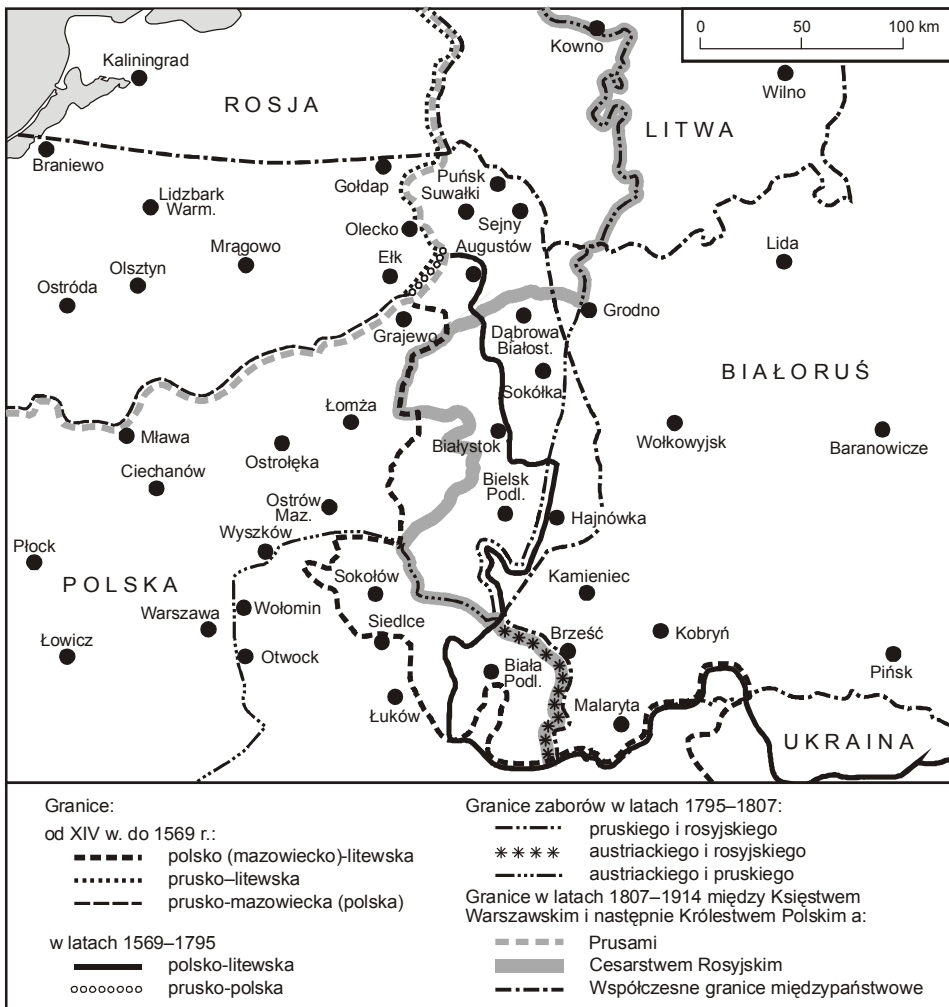 0 50 100 km
Kowno
Kaliningrad
Wilno
ROSJA
LITWA
Braniewo
Gołdap
Puńsk
Suwałki
Lidzbark
Warm.
Sejny
Olecko
Mrągowo
Augustów
Lida
Ełk
Olsztyn
Ostróda
Grodno
Grajewo
Dąbrowa
Białost.
BIAŁORUŚ
Sokółka
Łomża
Mława
Białystok
Wołkowyjsk
Baranowicze
Ostrołęka
Ciechanów
Bielsk
Podl.
Ostrów
Maz.
Hajnówka
Wyszków
Płock
POLSKA
Sokołów
Kamieniec
Wołomin
Warszawa
Siedlce
Brześć
Kobryń
Łowicz
Otwock
Biała
Podl.
Pińsk
Łuków
Malaryta
UKRAINA
Granice:
od XIV w. do 1569 r.:
polsko (mazowiecko)-litewska
prusko–litewska
prusko-mazowiecka (polska)
w latach 1569–1795
polsko-litewska
prusko-polska
Granice zaborów w latach 1795–1807:
pruskiego i rosyjskiego
austriackiego i rosyjskiego
austriackiego i pruskiego
Granice w latach 1807–1914 między Księstwem
Warszawskim i następnie Królestwem Polskim a:
Prusami
Cesarstwem Rosyjskim
Współczesne granice międzypaństwowe